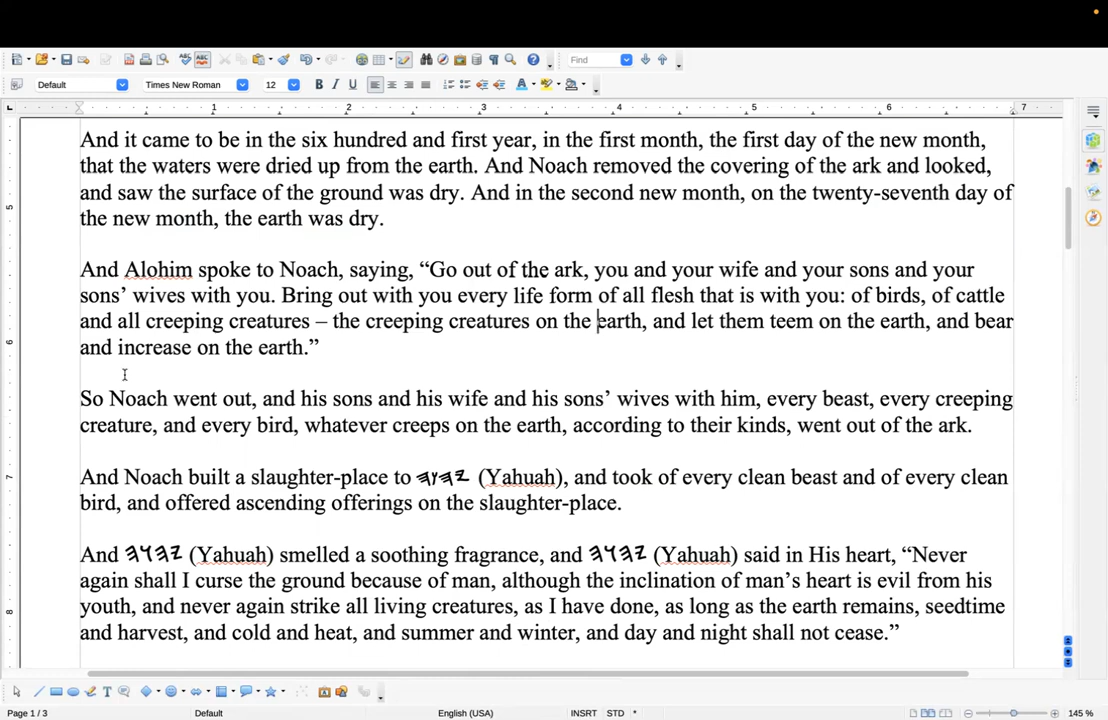 Find
Default
Times New Roman
12
1 2 3 4 5 6 7
And it came to be in the six hundred and first year, in the first month, the first day of the new month,
that the waters were dried up from the earth. And Noach removed the covering of the ark and looked,
and saw the surface of the ground was dry. And in the second new month, on the twenty-seventh day of
the new month, the earth was dry.
And Alohim spoke to Noach, saying, “Go out of the ark, you and your wife and your sons and your
sons’ wives with you. Bring out with you every life form of all flesh that is with you: of birds, of cattle
and all creeping creatures – the creeping creatures on the earth, and let them teem on the earth, and bear
and increase on the earth.”
So Noach went out, and his sons and his wife and his sons’ wives with him, every beast, every creeping
creature, and every bird, whatever creeps on the earth, according to their kinds, went out of the ark.
And Noach built a slaughter-place to 𐤉𐤄𐤅𐤄 (Yahuah), and took of every clean beast and of every clean
bird, and offered ascending offerings on the slaughter-place.
And 𐤉𐤄𐤅𐤄 (Yahuah) smelled a soothing fragrance, and 𐤉𐤄𐤅𐤄 (Yahuah) said in His heart, “Never
again shall I curse the ground because of man, although the inclination of man’s heart is evil from his
youth, and never again strike all living creatures, as I have done, as long as the earth remains, seedtime
and harvest, and cold and heat, and summer and winter, and day and night shall not cease.”
5
6
7
8
Page 1 / 3
Default
English (USA)
INSRT
STD
*
145 %